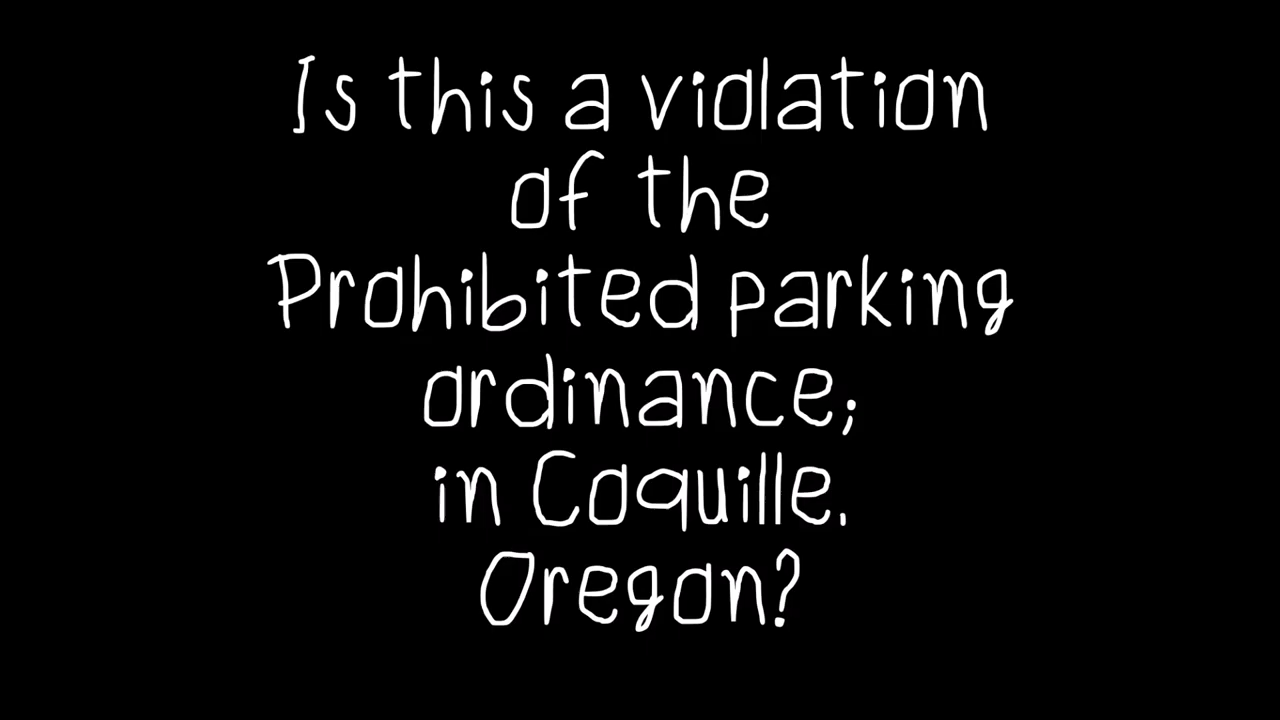 Is this a violation
of the
Prohibited parking
ordinance;
in Coquille.
Oregon?